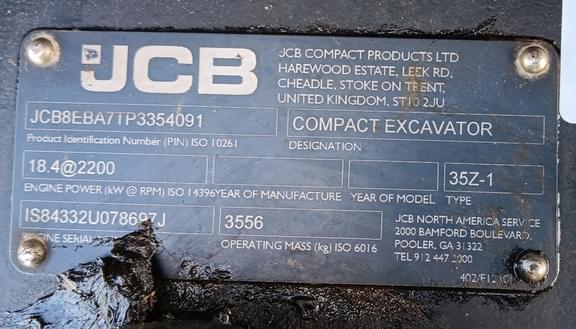 JCB
JCB COMPACT PRODUCTS LTD
HAREWOOD ESTATE, LEEK RD,
CHEADLE, STOKE ON TRENT,
UNITED KINGDOM, ST10 2JU
JCB8EBA7TP3354091
COMPACT EXCAVATOR
Product Identification Number (PIN) ISO 10261
DESIGNATION
18.4@2200
35Z-1
ENGINE POWER (kW @ RPM) ISO 14396
YEAR OF MANUFACTURE
YEAR OF MODEL
TYPE
3556
SERIAL
OPERATING MASS (kg) ISO 6016
JCB NORTH AMERICA SERVICE
2000 BAMFORD BOULEVARD,
POOLER, GA 31322
TEL 912 447 2000